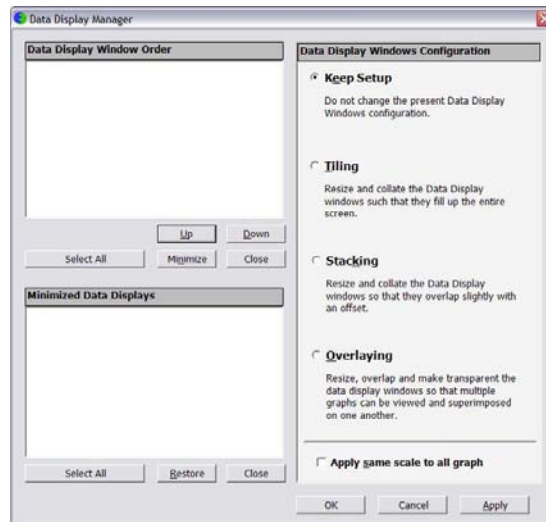 Data Display Manager
Data Display Window Order
Up
Down
Select All
Minimize
Close
Minimized Data Displays
Select All
Restore
Close
Data Display Windows Configuration
Keep Setup
Do not change the present Data Display
Windows configuration.
Tiling
Resize and collate the Data Display
windows such that they fill up the entire
screen.
Stacking
Resize and collate the Data Display
windows so that they overlap slightly with
an offset.
Overlaying
Resize, overlap and make transparent the
data display windows so that multiple
graphs can be viewed and superimposed
on one another.
Apply same scale to all graph
OK
Cancel
Apply